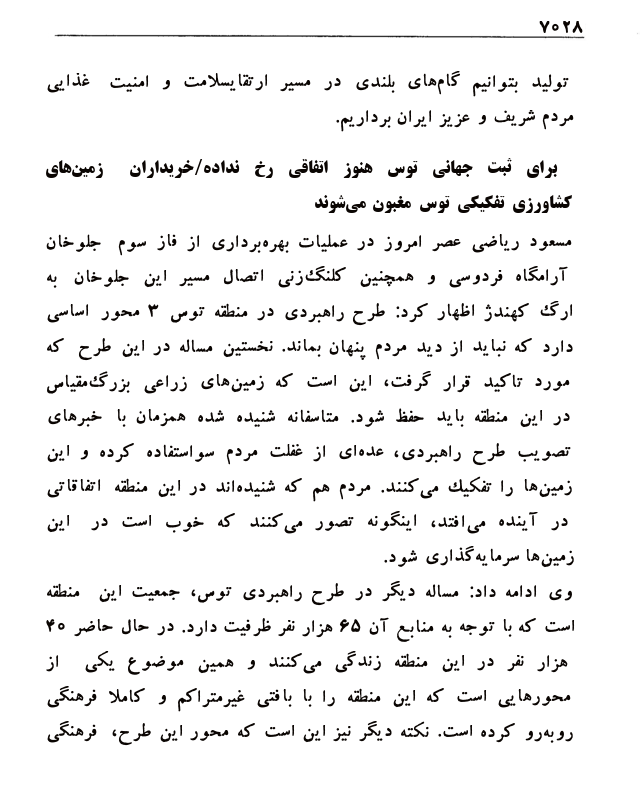 ۷۰۲۸
تولید بتوانیم گام‌های بلندی در مسیر ارتقایسلامت و امنیت غذایی
مردم شریف و عزیز ایران برداریم.
برای ثبت جهانی توس هنوز اتفاقی رخ نداده/خریداران زمین‌های
کشاورزی تفکیکی توس مغبون می‌شوند
مسعود ریاضی عصر امروز در عملیات بهره‌برداری از فاز سوم جلوخان
آرامگاه فردوسی و همچنین کلنگ‌زنی اتصال مسیر این جلوخان به
ارگ کهندژ اظهار کرد: طرح راهبردی در منطقه توس ۳ محور اساسی
دارد که نباید از دید مردم پنهان بماند. نخستین مساله در این طرح که
مورد تاکید قرار گرفت، این است که زمین‌های زراعی بزرگ‌مقیاس
در این منطقه باید حفظ شود. متاسفانه شنیده شده همزمان با خبرهای
تصویب طرح راهبردی، عده‌ای از غفلت مردم سواستفاده کرده و این
زمین‌ها را تفکیک می‌کنند. مردم هم که شنیده‌اند در این منطقه اتفاقاتی
در آینده می‌افتد، اینگونه تصور می‌کنند که خوب است در این
زمین‌ها سرمایه‌گذاری شود.
وی ادامه داد: مساله دیگر در طرح راهبردی توس، جمعیت این منطقه
است که با توجه به منابع آن ۶۵ هزار نفر ظرفیت دارد. در حال حاضر ۴۰
هزار نفر در این منطقه زندگی می‌کنند و همین موضوع یکی از
محورهایی است که این منطقه را با بافتی غیرمتراکم و کاملا فرهنگی
روبه‌رو کرده است. نکته دیگر نیز این است که محور این طرح، فرهنگی